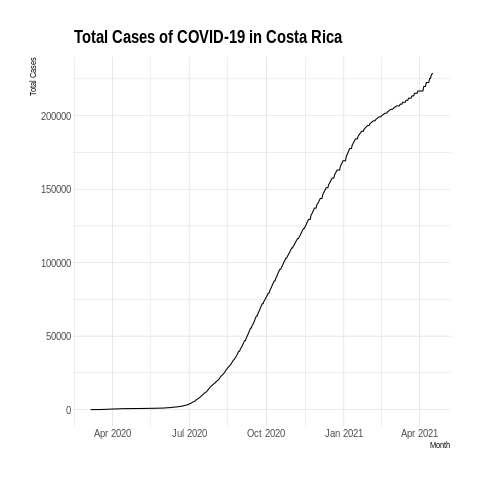 Total Cases of COVID-19 in Costa Rica
Total Cases
200000
150000
100000
50000
0
Apr 2020 Jul 2020 Oct 2020 Jan 2021 Apr 2021
Month